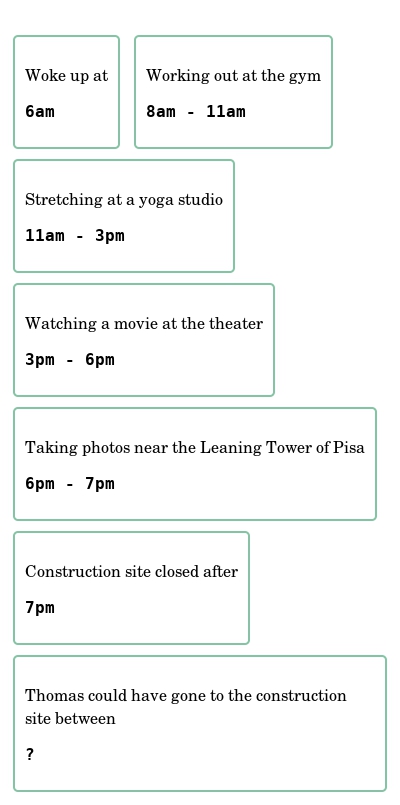 Woke up at
6am
Working out at the gym
8am - 11am
Stretching at a yoga studio
11am - 3pm
Watching a movie at the theater
3pm - 6pm
Taking photos near the Leaning Tower of Pisa
6pm - 7pm
Construction site closed after
7pm
Thomas could have gone to the construction
site between
?